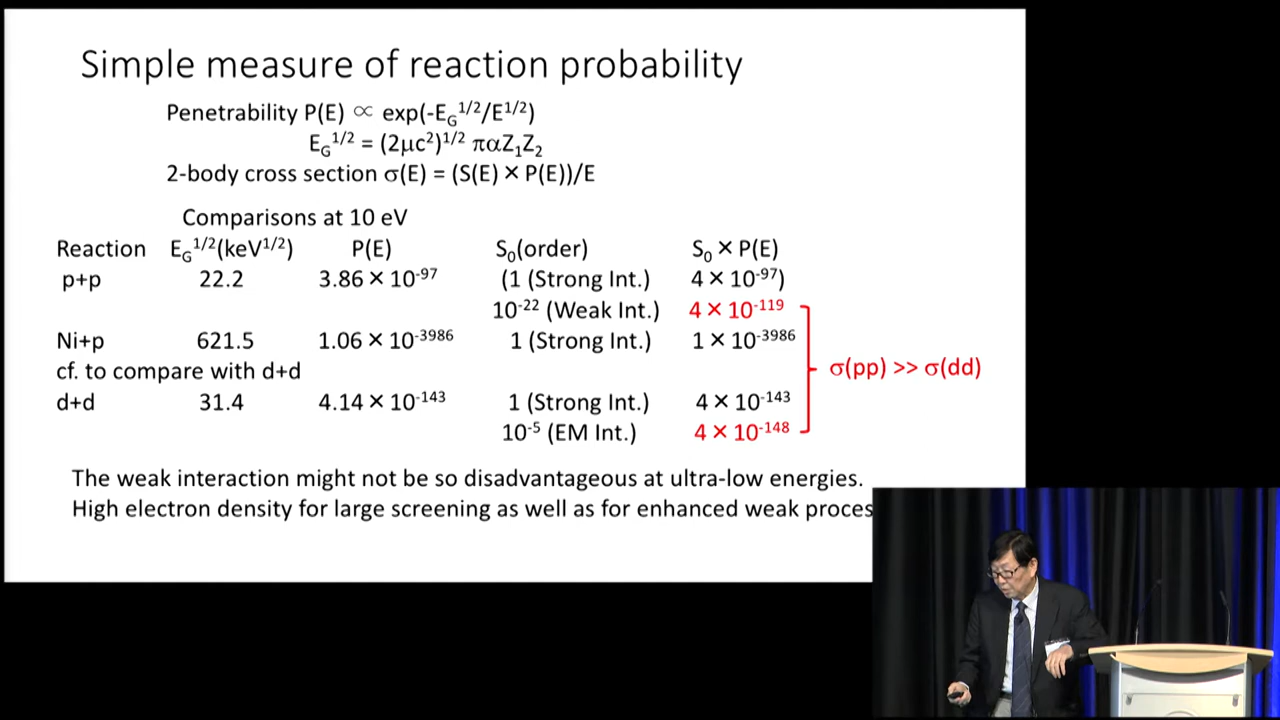 Simple measure of reaction probability
Penetrability P(E) ∝ exp(-E_G^1/2/E^1/2)
E_G^1/2 = (2μc²)^1/2 παZ₁Z₂
2-body cross section σ(E) = (S(E) × P(E))/E
Comparisons at 10 eV
Reaction E_G^1/2(keV^1/2) P(E) S₀(order) S₀ × P(E)
p+p 22.2 3.86 × 10^-97 (1 (Strong Int.) 4 × 10^-97)
10^-22 (Weak Int.) 4 × 10^-119
Ni+p 621.5 1.06 × 10^-3986 1 (Strong Int.) 1 × 10^-3986
σ(pp) >> σ(dd)
cf. to compare with d+d
d+d 31.4 4.14 × 10^-143 1 (Strong Int.) 4 × 10^-143
10^-5 (EM Int.) 4 × 10^-148
The weak interaction might not be so disadvantageous at ultra-low energies.
High electron density for large screening as well as for enhanced weak proces